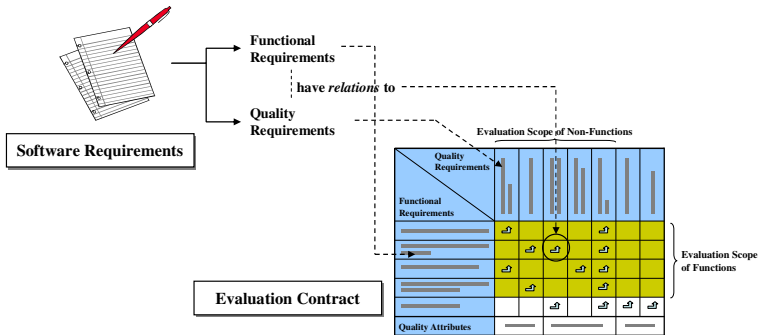 Functional
Requirements
have relations to
Quality
Requirements
Software Requirements
Evaluation Scope of Non-Functions
Quality
Requirements
Functional
Requirements
Evaluation Scope
of Functions
Evaluation Contract
Quality Attributes